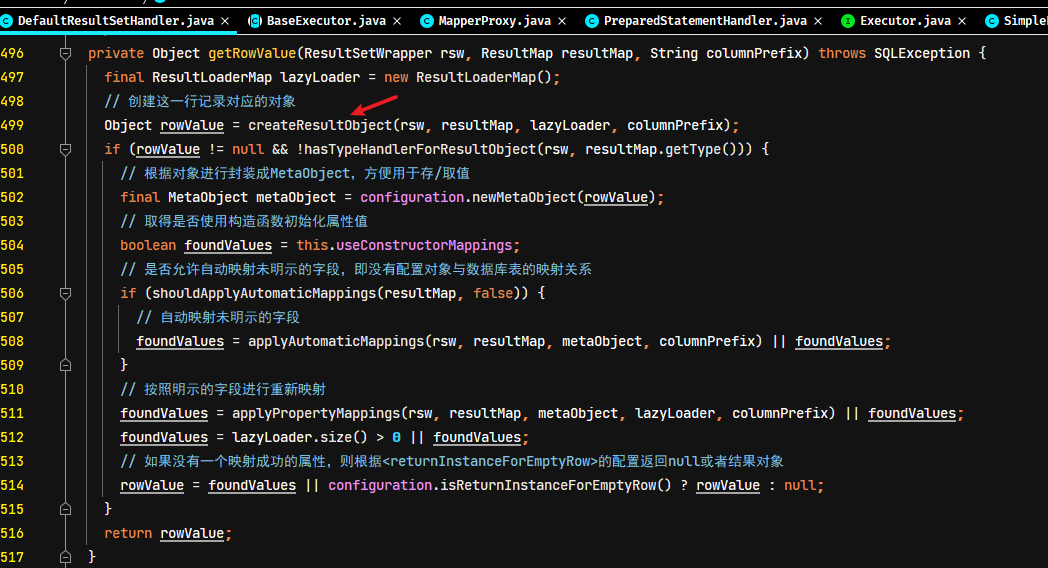 DefaultResultSetHandler.java × BaseExecutor.java × MapperProxy.java × PreparedStatementHandler.java × Executor.java × Simple
496 private Object getRowValue(ResultSetWrapper rsw, ResultMap resultMap, String columnPrefix) throws SQLException {
497 final ResultLoaderMap lazyLoader = new ResultLoaderMap();
498 // 创建这一行记录对应的对象
499 Object rowValue = createResultObject(rsw, resultMap, lazyLoader, columnPrefix);
500 if (rowValue != null && !hasTypeHandlerForResultObject(rsw, resultMap.getType())) {
501 // 根据对象进行封装成MetaObject，方便用于存/取值
502 final MetaObject metaObject = configuration.newMetaObject(rowValue);
503 // 取得是否使用构造函数初始化属性值
504 boolean foundValues = this.useConstructorMappings;
505 // 是否允许自动映射未明示的字段，即没有配置对象与数据库表的映射关系
506 if (shouldApplyAutomaticMappings(resultMap, false)) {
507 // 自动映射未明示的字段
508 foundValues = applyAutomaticMappings(rsw, resultMap, metaObject, columnPrefix) || foundValues;
509 }
510 // 按照明示的字段进行重新映射
511 foundValues = applyPropertyMappings(rsw, resultMap, metaObject, lazyLoader, columnPrefix) || foundValues;
512 foundValues = lazyLoader.size() > 0 || foundValues;
513 // 如果没有一个映射成功的属性，则根据<returnInstanceForEmptyRow>的配置返回null或者结果对象
514 rowValue = foundValues || configuration.isReturnInstanceForEmptyRow() ? rowValue : null;
515 }
516 return rowValue;
517 }